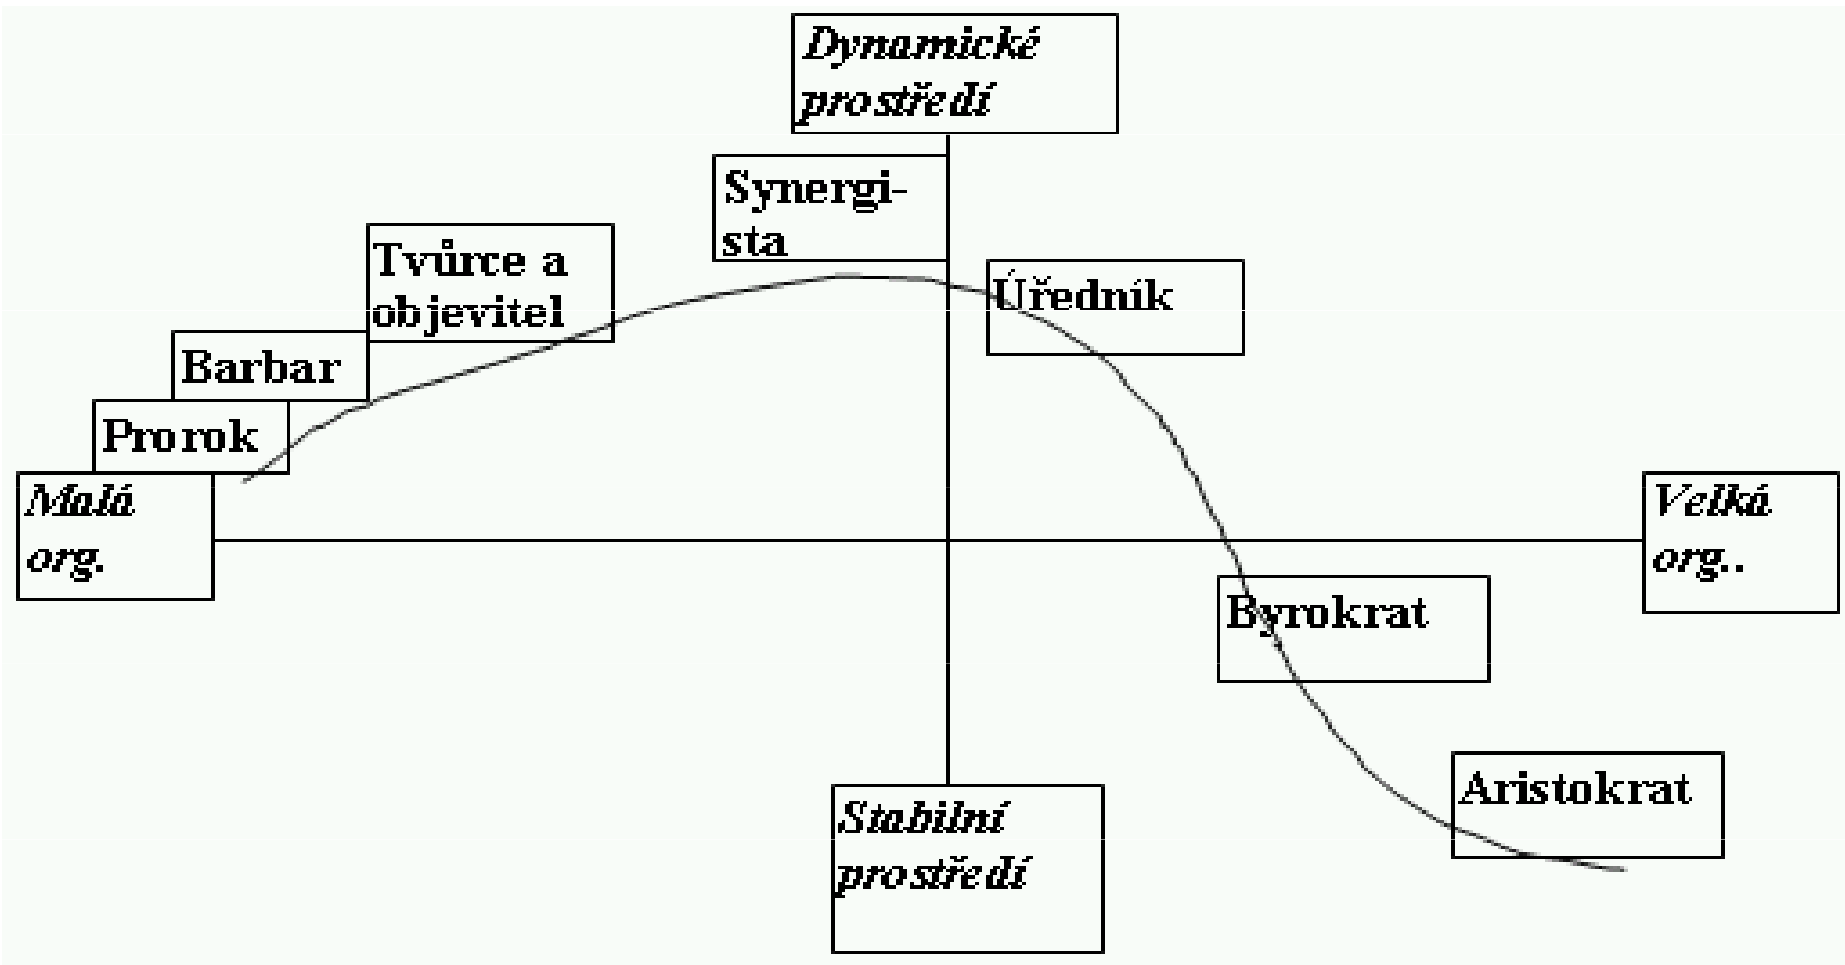 Dynamické
prostředí
Synergi-
sta
Tvůrce a
objevitel
Úředník
Barbar
Prorok
Malá
org.
Velká
org..
Byrokrat
Aristokrat
Stabilní
prostředí